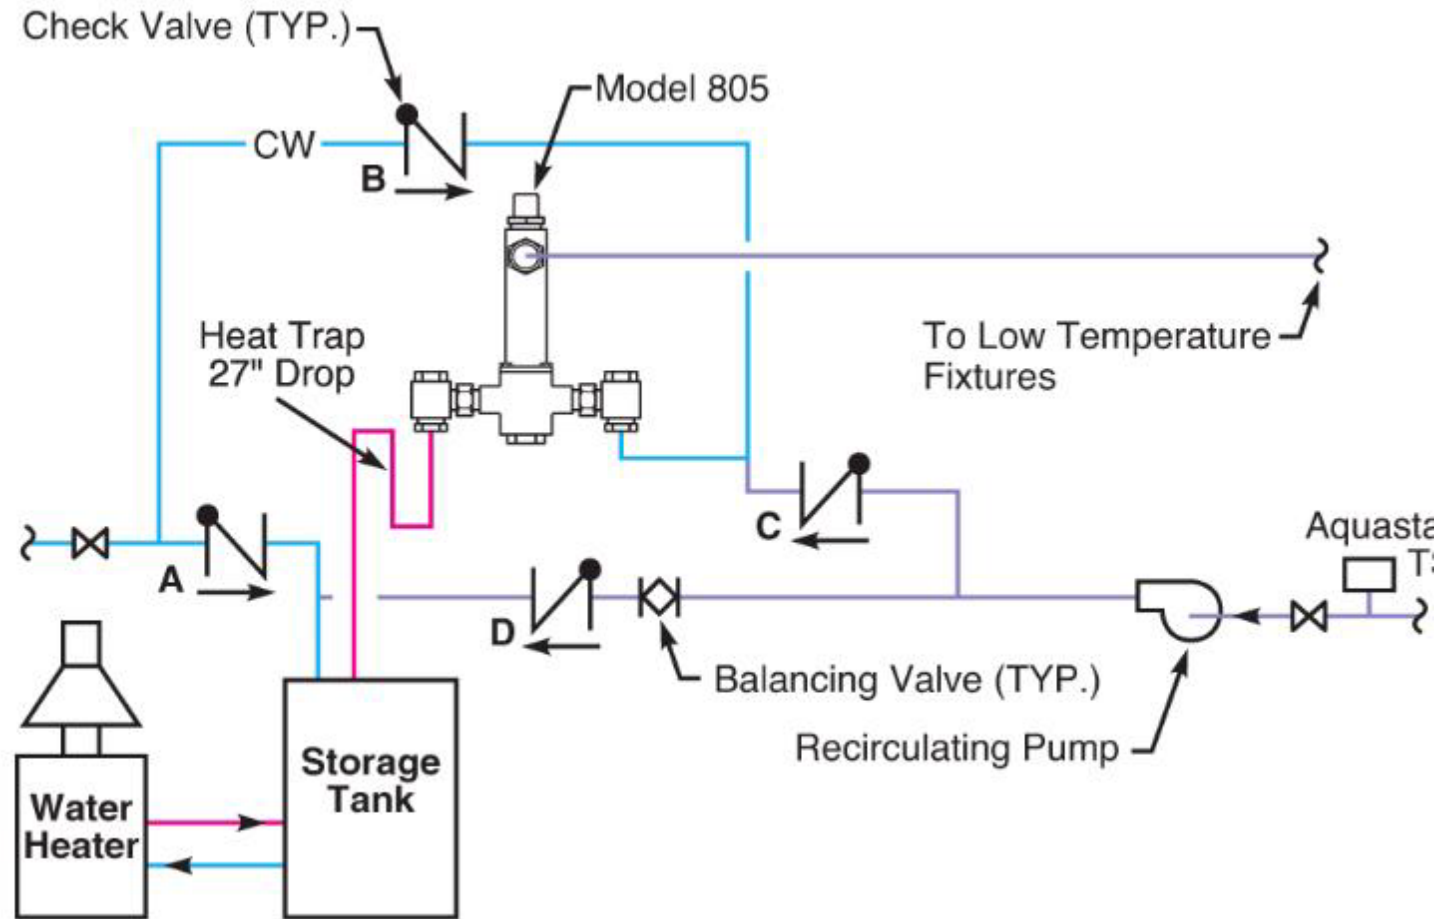 Check Valve (TYP.)
Model 805
CW
B
Heat Trap
27" Drop
To Low Temperature
Fixtures
A
C
D
Balancing Valve (TYP.)
Recirculating Pump
Storage
Tank
Water
Heater